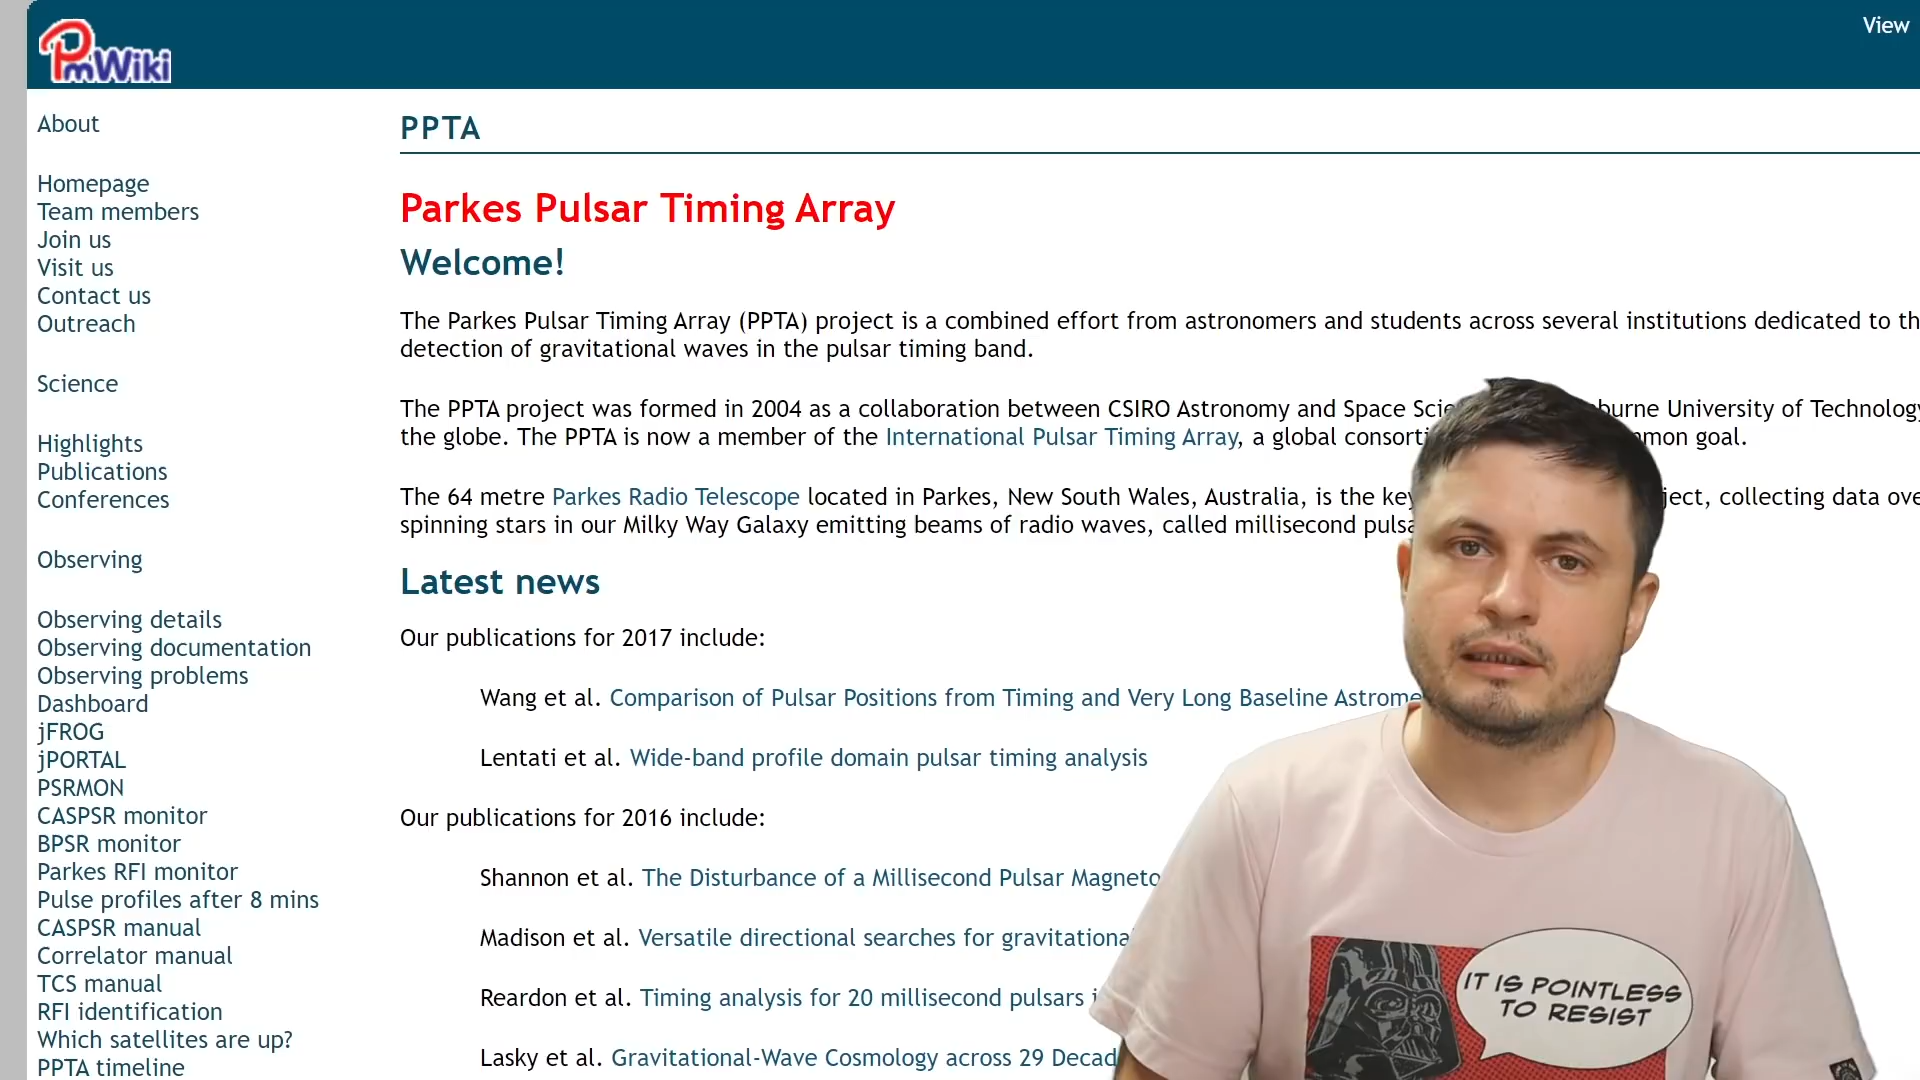 PmWiki
View
About
Homepage
Team members
Join us
Visit us
Contact us
Outreach
Science
Highlights
Publications
Conferences
Observing
Observing details
Observing documentation
Observing problems
Dashboard
jFROG
jPORTAL
PSRMON
CASPSR monitor
BPSR monitor
Parkes RFI monitor
Pulse profiles after 8 mins
CASPSR manual
Correlator manual
TCS manual
RFI identification
Which satellites are up?
PPTA timeline
PPTA
Parkes Pulsar Timing Array
Welcome!
The Parkes Pulsar Timing Array (PPTA) project is a combined effort from astronomers and students across several institutions dedicated to th
detection of gravitational waves in the pulsar timing band.
The PPTA project was formed in 2004 as a collaboration between CSIRO Astronomy and Space Scie burne University of Technology
the globe. The PPTA is now a member of the International Pulsar Timing Array, a global consorti mmon goal.
The 64 metre Parkes Radio Telescope located in Parkes, New South Wales, Australia, is the key ject, collecting data ove
spinning stars in our Milky Way Galaxy emitting beams of radio waves, called millisecond pulsa
Latest news
Our publications for 2017 include:
Wang et al. Comparison of Pulsar Positions from Timing and Very Long Baseline Astrome
Lentati et al. Wide-band profile domain pulsar timing analysis
Our publications for 2016 include:
Shannon et al. The Disturbance of a Millisecond Pulsar Magneto
Madison et al. Versatile directional searches for gravitationa
Reardon et al. Timing analysis for 20 millisecond pulsars i
Lasky et al. Gravitational-Wave Cosmology across 29 Decad
IT IS POINTLESS
TO RESIST